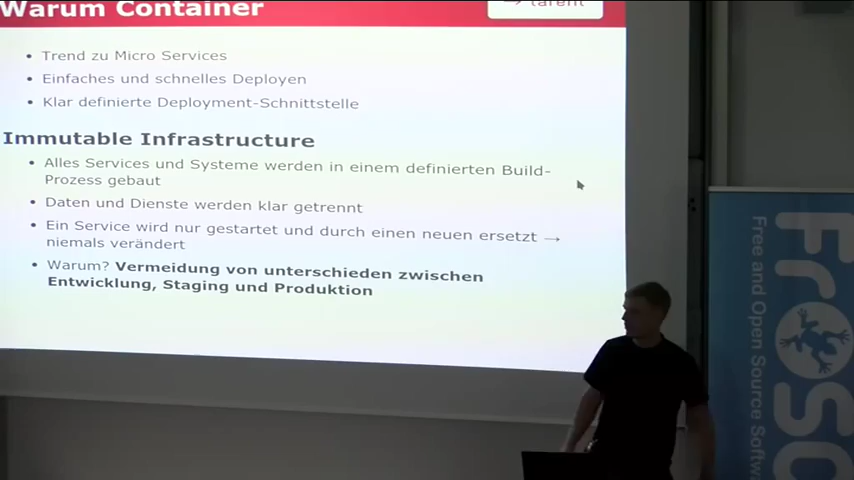 Warum Container
→ tarent
Trend zu Micro Services
Einfaches und schnelles Deployen
Klar definierte Deployment-Schnittstelle
Immutable Infrastructure
Alles Services und Systeme werden in einem definierten Build-
Prozess gebaut
Daten und Dienste werden klar getrennt
Ein Service wird nur gestartet und durch einen neuen ersetzt →
niemals verändert
Warum? Vermeidung von unterschieden zwischen
Entwicklung, Staging und Produktion
Free and Open Source Softw
FrOSC